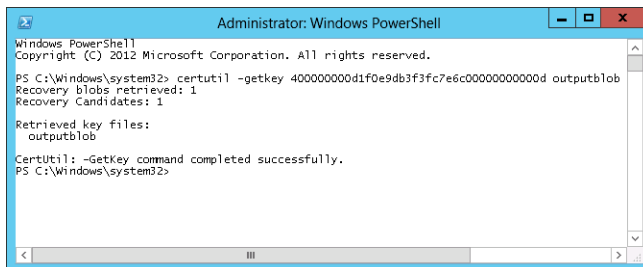 Administrator: Windows PowerShell
Windows PowerShell
Copyright (C) 2012 Microsoft Corporation. All rights reserved.
PS C:\Windows\system32> certutil -getkey 400000000d1f0e9db3f3fc7e6c00000000000d outputblob
Recovery blobs retrieved: 1
Recovery Candidates: 1
Retrieved key files:
outputblob
CertUtil: -GetKey command completed successfully.
PS C:\Windows\system32>